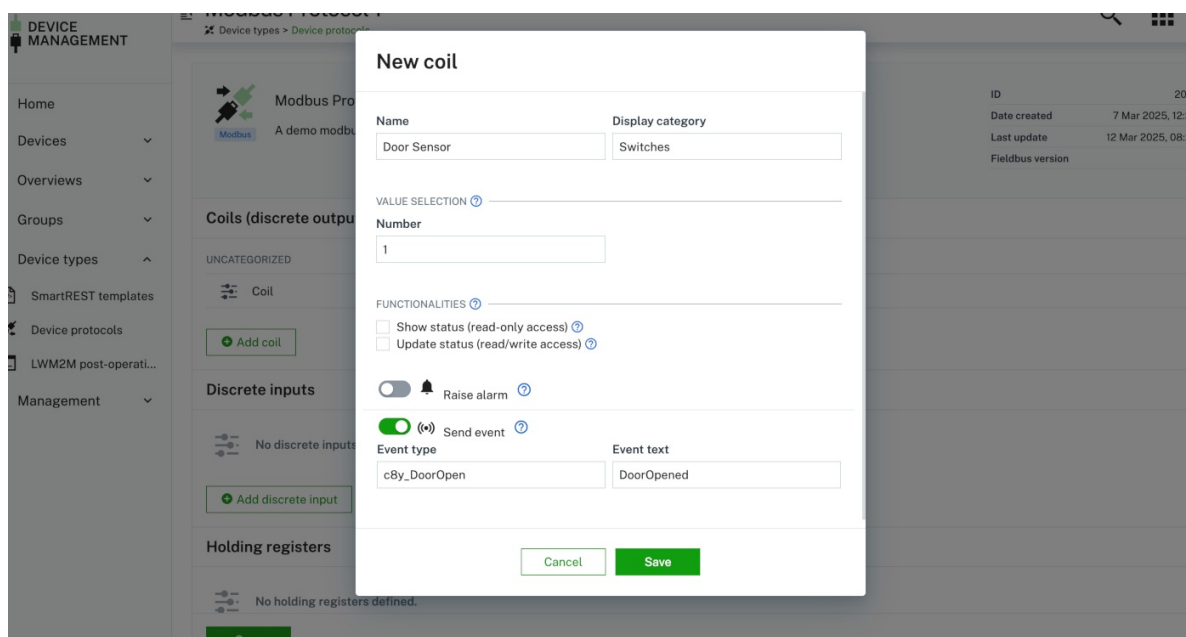 DEVICE
MANAGEMENT
Home
Devices
Overviews
Groups
Device types
SmartREST templates
Device protocols
LWM2M post-operati...
Management
Device types > Device protocols
Modbus
Modbus Pro
A demo modbu
ID 20
Date created 7 Mar 2025, 12:
Last update 12 Mar 2025, 08:
Fieldbus version
Coils (discrete outpu
UNCATEGORIZED
Coil
Add coil
Discrete inputs
No discrete inputs
Add discrete input
Holding registers
No holding registers defined.
New coil
Name Display category
Door Sensor Switches
VALUE SELECTION
Number
1
FUNCTIONALITIES
Show status (read-only access)
Update status (read/write access)
Raise alarm
Send event
Event type Event text
c8y_DoorOpen DoorOpened
Cancel Save